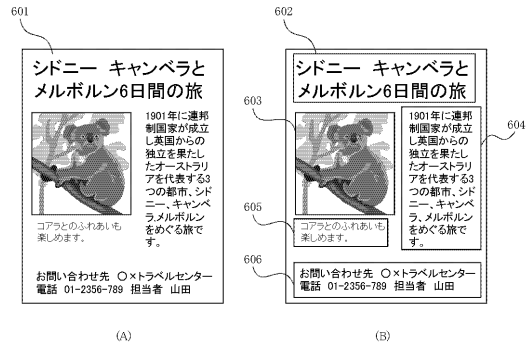 601
シドニー キャンベラと
メルボルン6日間の旅
1901年に連邦
制国家が成立
し英国からの
独立を果たし
たオーストラリ
アを代表する3
つの都市、シド
ニー、キャンベ
ラ、メルボルン
をめぐる旅で
す。
コアラとのふれあいも
楽しめます。
お問い合わせ先 〇×トラベルセンター
電話 01-2356-789 担当者 山田
(A)
602
シドニー キャンベラと
メルボルン6日間の旅
603
604
1901年に連邦
制国家が成立
し英国からの
独立を果たし
たオーストラリ
アを代表する3
つの都市、シド
ニー、キャンベ
ラ、メルボルン
をめぐる旅で
す。
605
コアラとのふれあいも
楽しめます。
606
お問い合わせ先 〇×トラベルセンター
電話 01-2356-789 担当者 山田
(B)